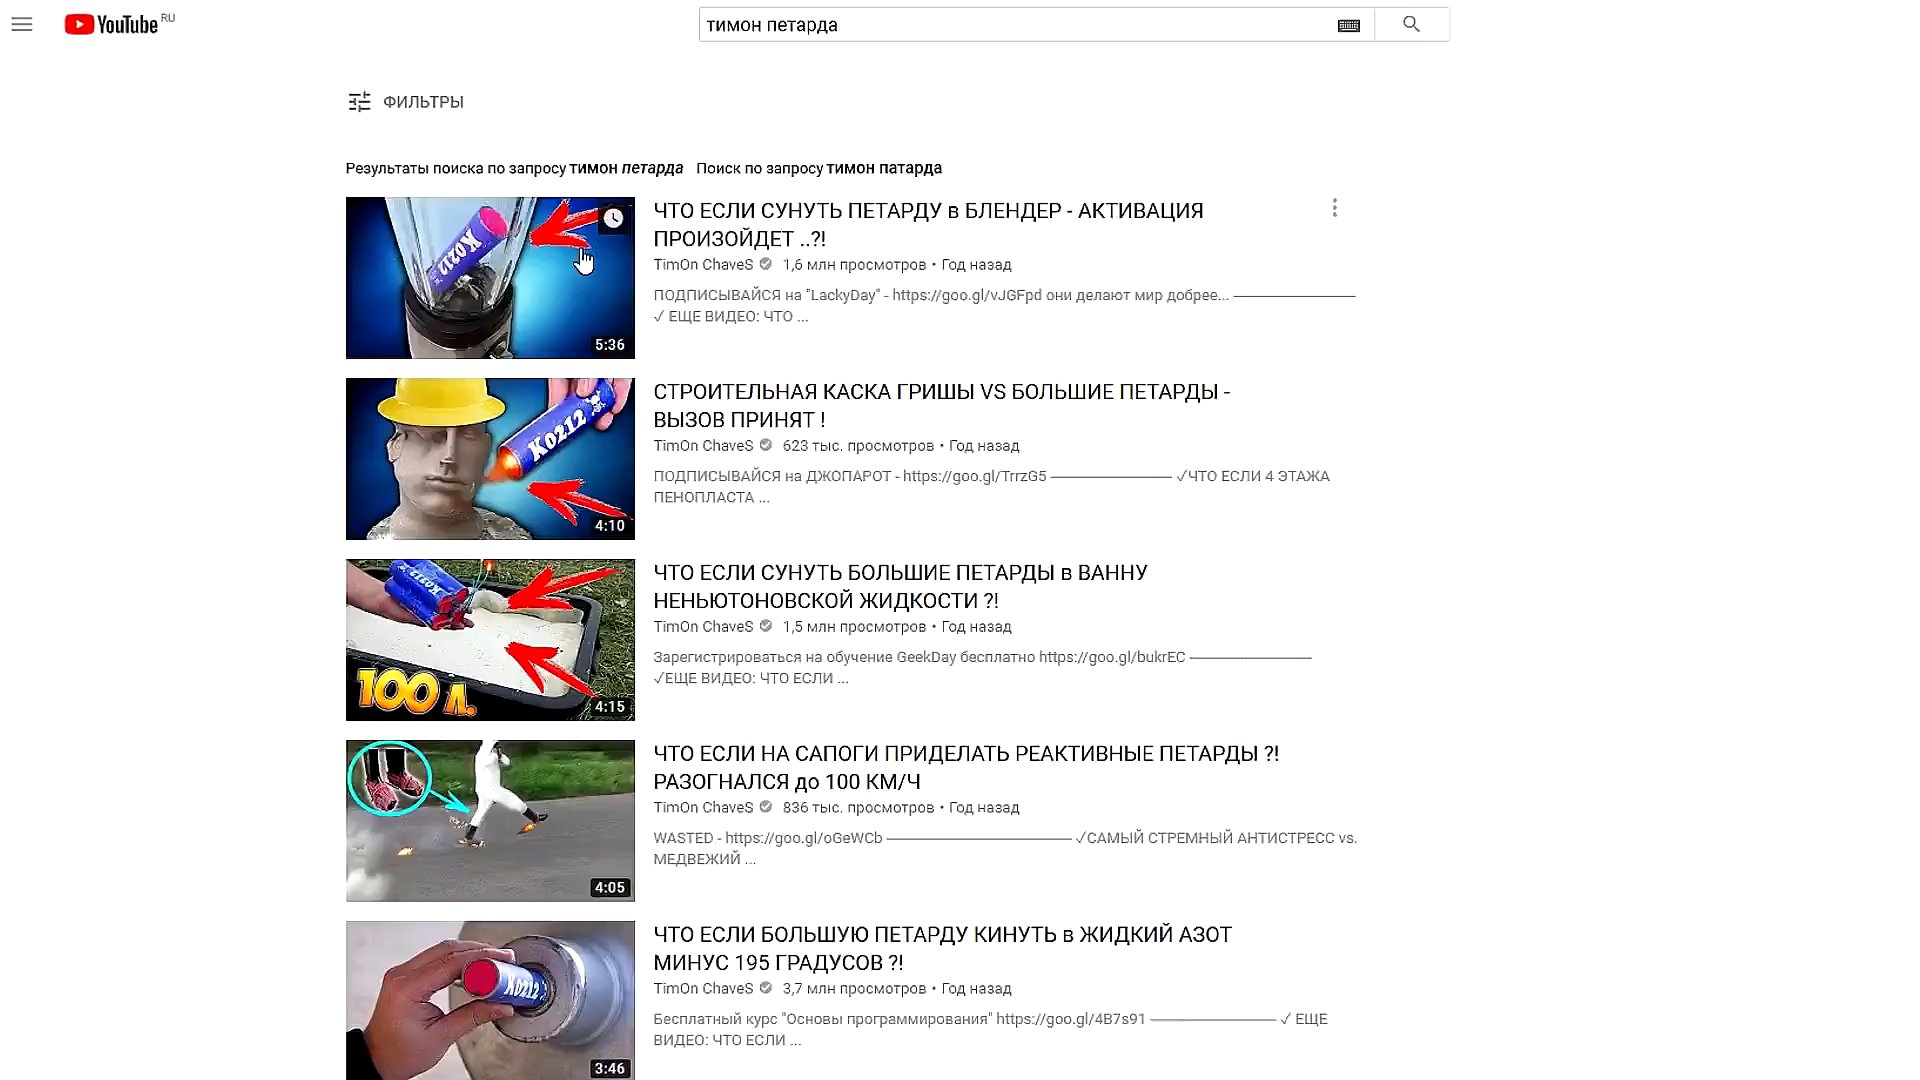 YouTube RU
тимон петарда
ФИЛЬТРЫ
Результаты поиска по запросу тимон петарда Поиск по запросу тимон патарда
ЧТО ЕСЛИ СУНУТЬ ПЕТАРДУ в БЛЕНДЕР - АКТИВАЦИЯ
ПРОИЗОЙДЕТ ..?!
TimOn ChaveS 1,6 млн просмотров • Год назад
ПОДПИСЫВАЙСЯ на "LackyDay" - https://goo.gl/vJGFpd они делают мир добрее... ———————
✓ ЕЩЕ ВИДЕО: ЧТО ...
K0212
5:36
СТРОИТЕЛЬНАЯ КАСКА ГРИШЫ VS БОЛЬШИЕ ПЕТАРДЫ -
ВЫЗОВ ПРИНЯТ !
TimOn ChaveS 623 тыс. просмотров • Год назад
ПОДПИСЫВАЙСЯ на ДЖОПАРОТ - https://goo.gl/TrrzG5 ——————— ✓ЧТО ЕСЛИ 4 ЭТАЖА
ПЕНОПЛАСТА ...
K0212
4:10
ЧТО ЕСЛИ СУНУТЬ БОЛЬШИЕ ПЕТАРДЫ в ВАННУ
НЕНЬЮТОНОВСКОЙ ЖИДКОСТИ ?!
TimOn ChaveS 1,5 млн просмотров • Год назад
Зарегистрироваться на обучение GeekDay бесплатно https://goo.gl/bukrEC ———————
✓ЕЩЕ ВИДЕО: ЧТО ЕСЛИ ...
K0212
100 Л.
4:15
ЧТО ЕСЛИ НА САПОГИ ПРИДЕЛАТЬ РЕАКТИВНЫЕ ПЕТАРДЫ ?!
РАЗОГНАЛСЯ до 100 КМ/Ч
TimOn ChaveS 836 тыс. просмотров • Год назад
WASTED - https://goo.gl/oGeWCb ——————————— ✓САМЫЙ СТРЕМНЫЙ АНТИСТРЕСС vs.
МЕДВЕЖИЙ ...
4:05
ЧТО ЕСЛИ БОЛЬШУЮ ПЕТАРДУ КИНУТЬ в ЖИДКИЙ АЗОТ
МИНУС 195 ГРАДУСОВ ?!
TimOn ChaveS 3,7 млн просмотров • Год назад
Бесплатный курс "Основы программирования" https://goo.gl/4B7s91 ——————— ✓ ЕЩЕ
ВИДЕО: ЧТО ЕСЛИ ...
K0212
3:46